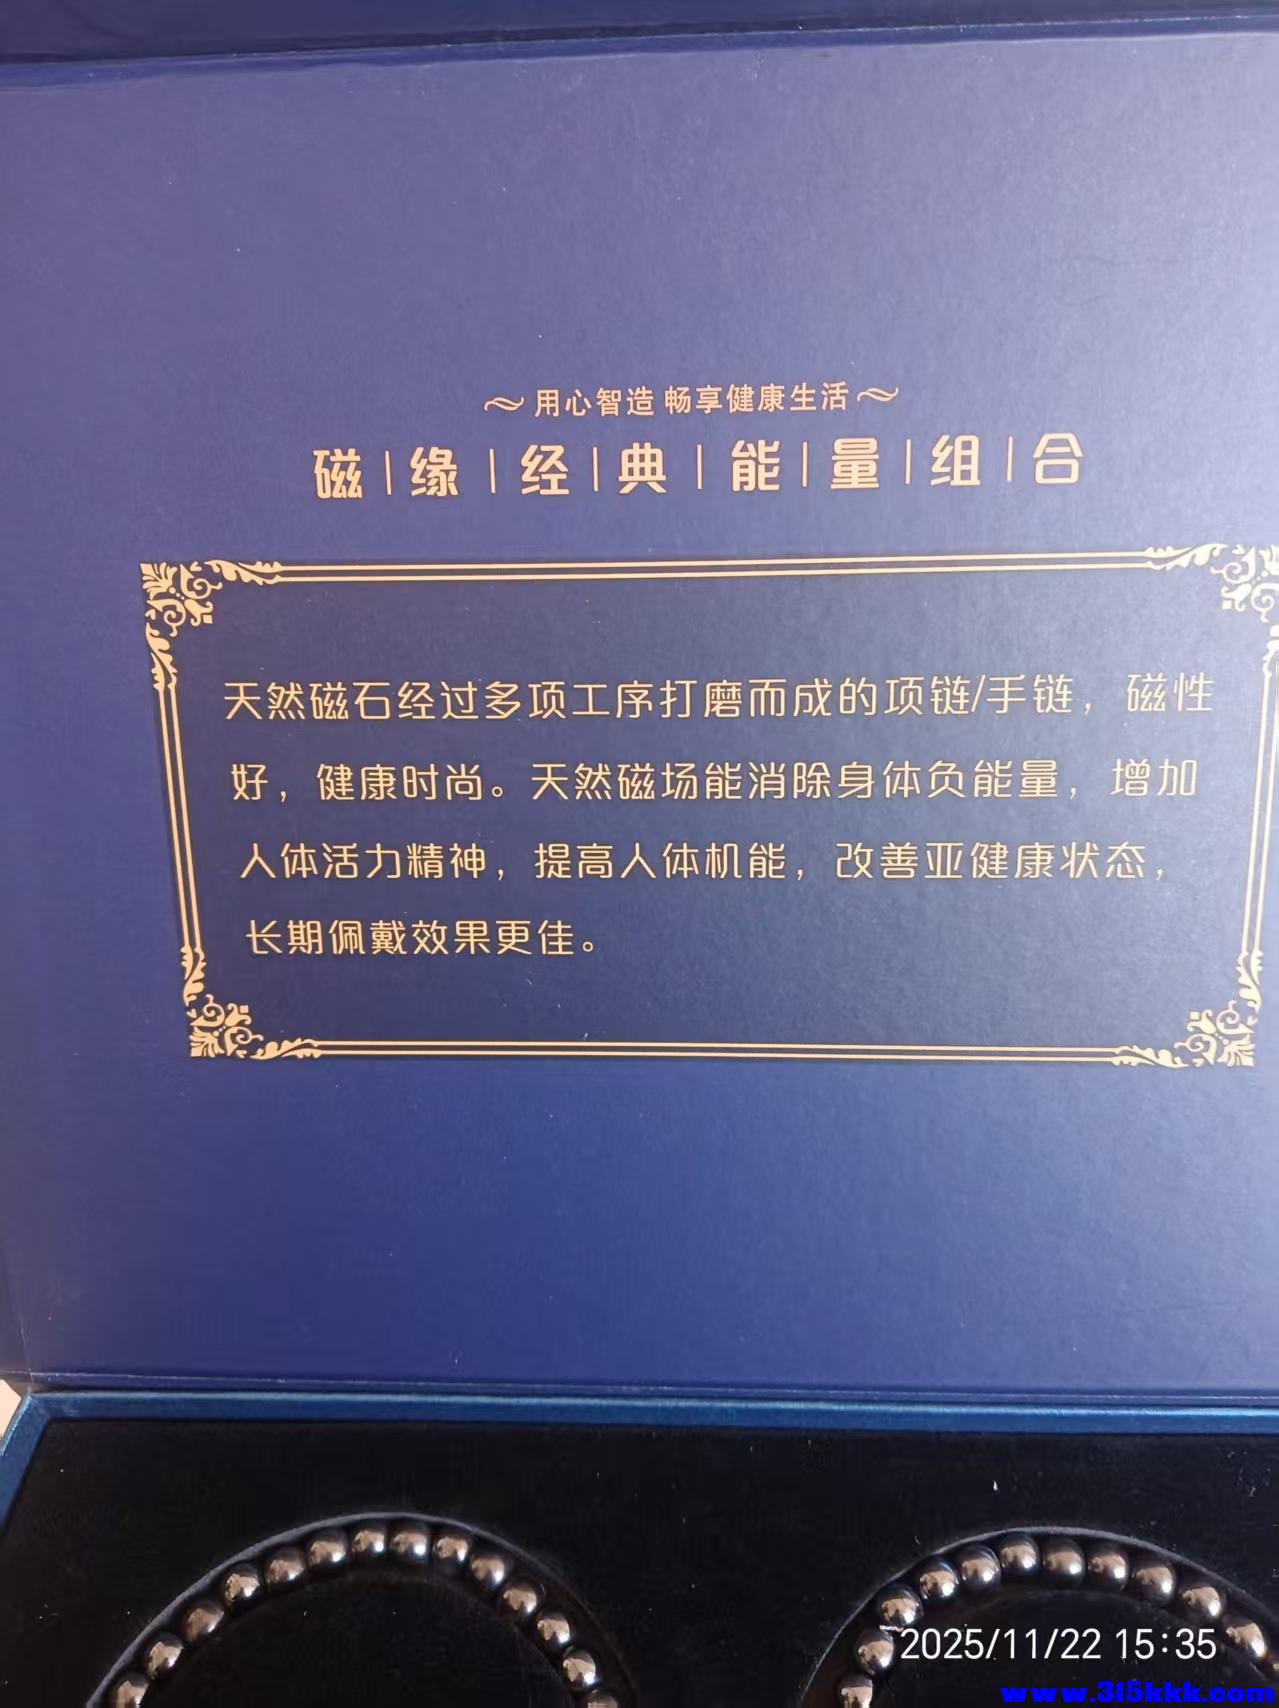 ～用心智造 畅享健康生活～
磁|缘|经|典|能|量|组|合
天然磁石经过多项工序打磨而成的项链/手链，磁性
好，健康时尚。天然磁场能消除身体负能量，增加
人体活力精神，提高人体机能，改善亚健康状态，
长期佩戴效果更佳。
2025/11/22 15:35
www.315kkk.com